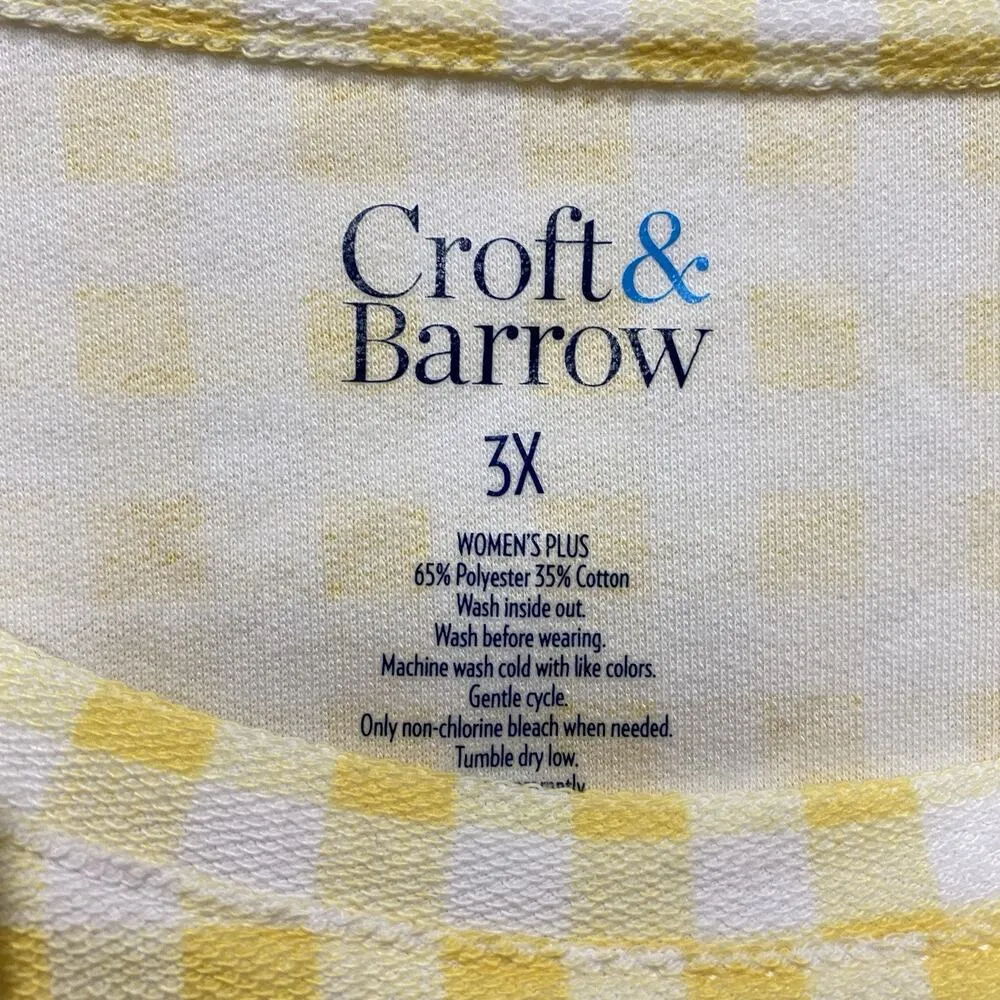 Croft &
Barrow
3X
WOMEN'S PLUS
65% Polyester 35% Cotton
Wash inside out.
Wash before wearing.
Machine wash cold with like colors.
Gentle cycle.
Only non-chlorine bleach when needed.
Tumble dry low.